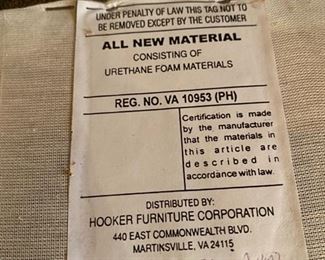 UNDER PENALTY OF LAW THIS TAG NOT TO
BE REMOVED EXCEPT BY THE CUSTOMER
ALL NEW MATERIAL
CONSISTING OF
URETHANE FOAM MATERIALS
REG. NO. VA 10953 (PH)
Certification is made
by the manufacturer
that the materials in
this article are
described in
accordance with law.
DISTRIBUTED BY:
HOOKER FURNITURE CORPORATION
440 EAST COMMONWEALTH BLVD.
MARTINSVILLE, VA 24115